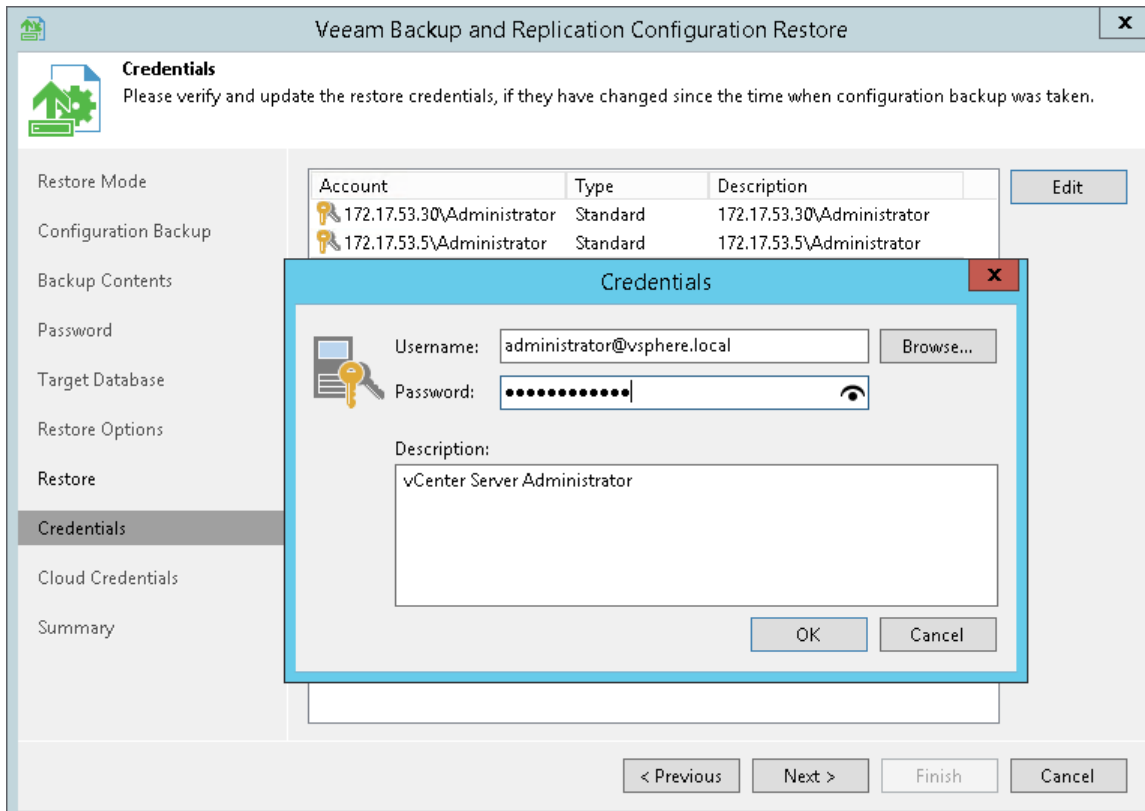 Veeam Backup and Replication Configuration Restore
x
Credentials
Please verify and update the restore credentials, if they have changed since the time when configuration backup was taken.
Restore Mode
Configuration Backup
Backup Contents
Password
Target Database
Restore Options
Restore
Credentials
Cloud Credentials
Summary
Account Type Description
172.17.53.30\Administrator Standard 172.17.53.30\Administrator
172.17.53.5\Administrator Standard 172.17.53.5\Administrator
Edit
Credentials
x
Username: administrator@vsphere.local Browse...
Password: ●●●●●●●●●●●●
Description:
vCenter Server Administrator
OK Cancel
< Previous Next > Finish Cancel